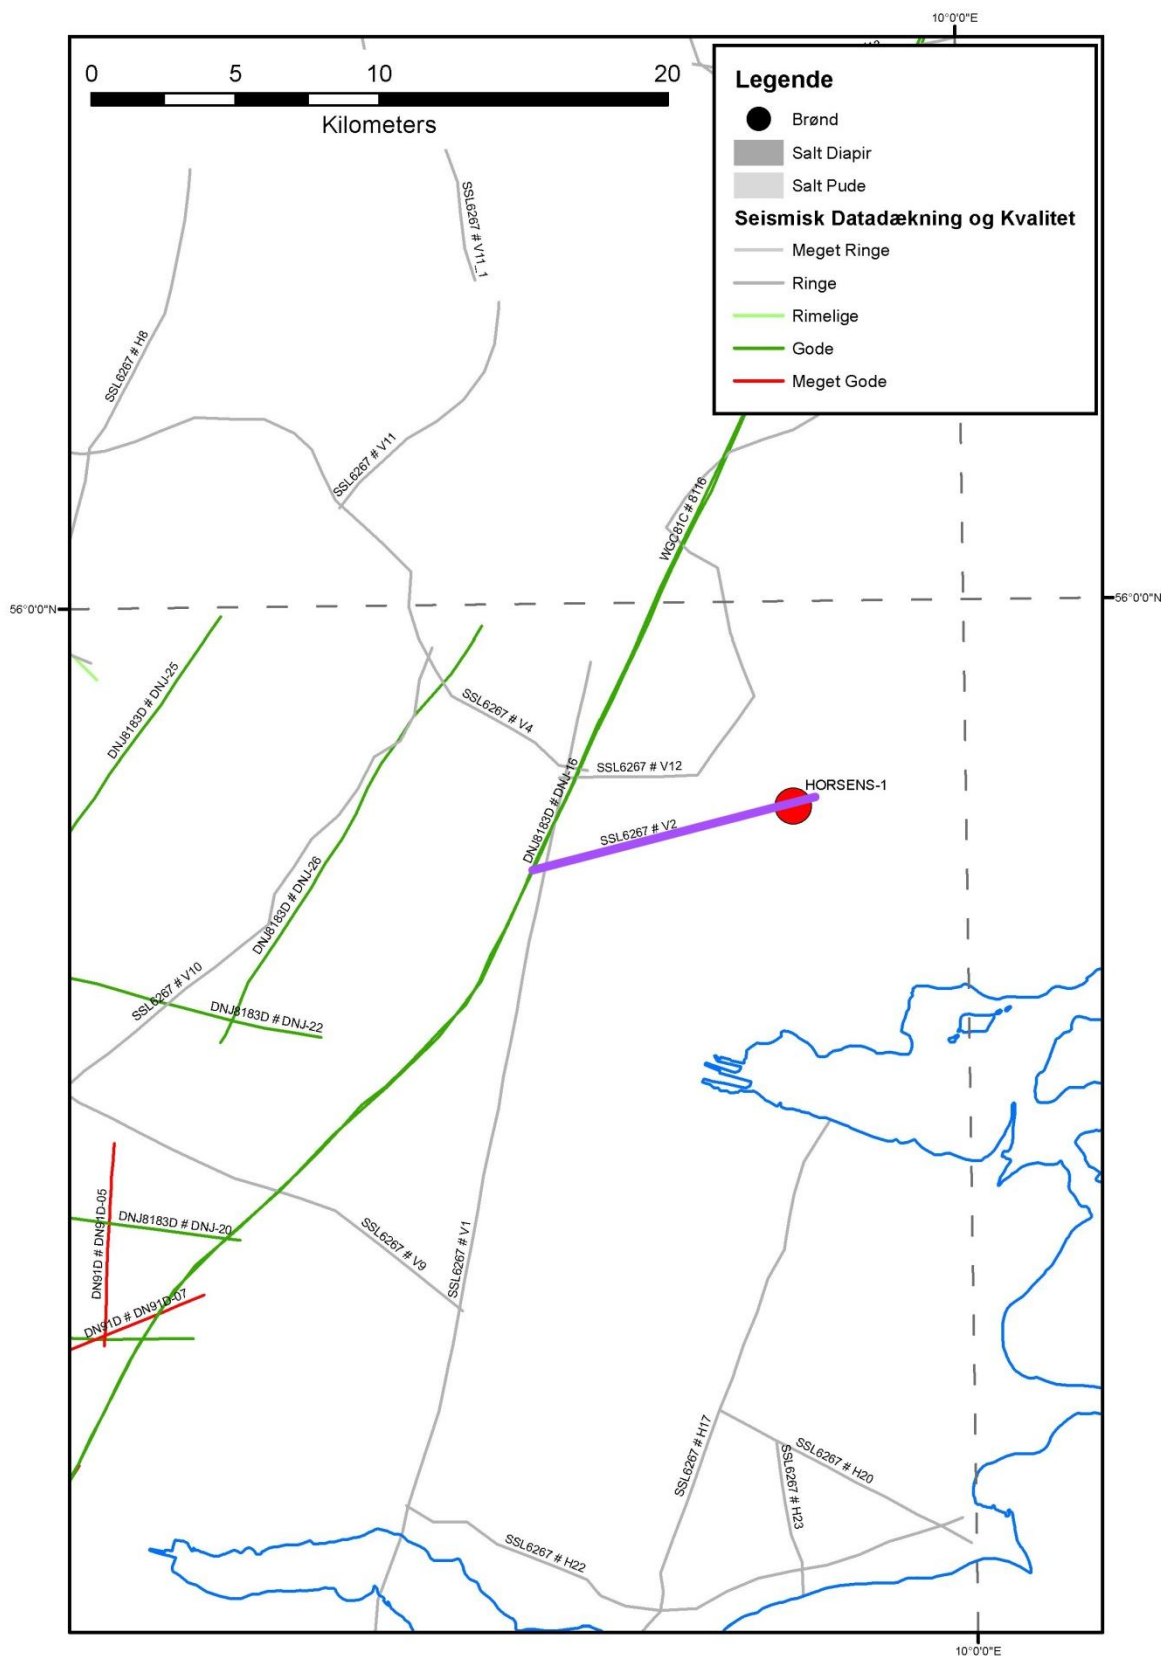 10°0'0"E
0
5
10
20
Kilometers
Legende
Brønd
Salt Diapir
Salt Pude
Seismisk Datadækning og Kvalitet
Meget Ringe
Ringe
Rimelige
Gode
Meget Gode
SSL6267 # V11_1
SSL6267 # H8
SSL6267 # V11
WGC81C # 8116
56°0'0"N
56°0'0"N
DNJ8183D # DNJ-25
SSL6267 # V4
SSL6267 # V12
DNJ8183D # DNJ-16
HORSENS-1
SSL6267 # V2
DNJ8183D # DNJ-26
SSL6267 # V10
DNJ8183D # DNJ-22
DN91D # DN91D-05
DNJ8183D # DNJ-20
SSL6267 # V9
SSL6267 # V1
DN91D # DN91D-07
SSL6267 # H17
SSL6267 # H20
SSL6267 # H23
SSL6267 # H22
10°0'0"E